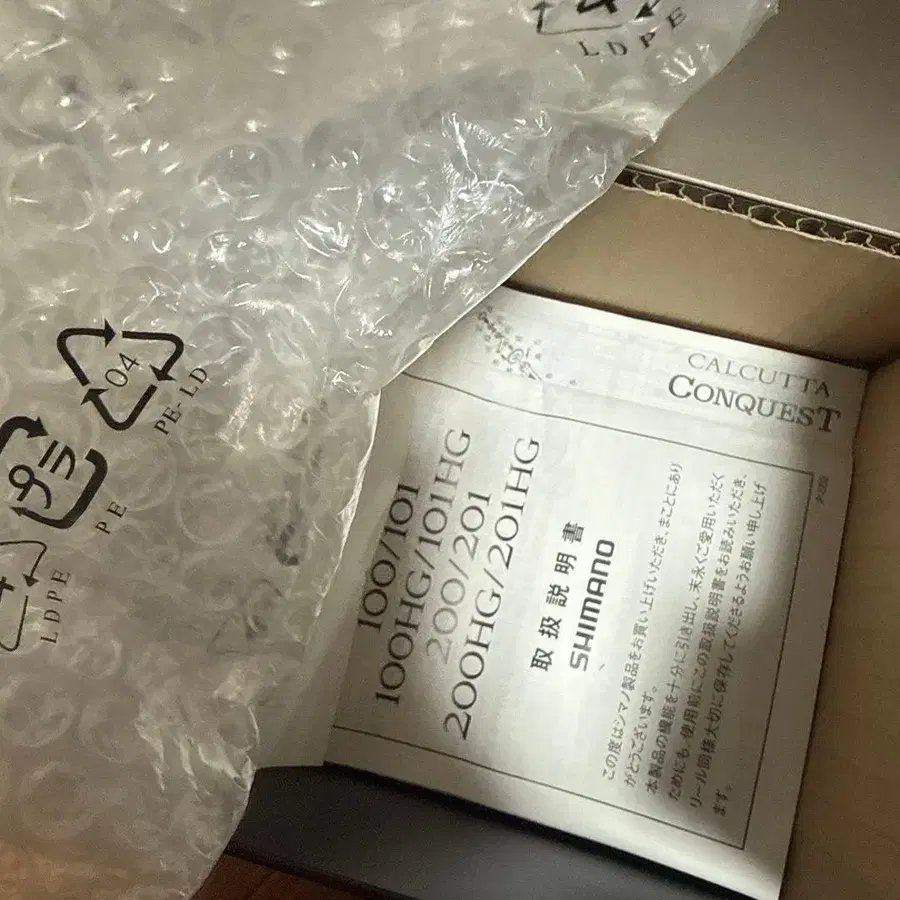 LDPE
04
PE-LD
プラ
PE
LDPE
CALCUTTA
CONQUEST
100/101
100HG/101HG
200/201
200HG/201HG
取扱説明書
SHIMANO
この度はシマノ製品をお買い上げいただき、まことにあり
がとうございます。
本製品の機能を十分に引き出し、末永くご愛用いただく
ためにも、使用前にこの取扱説明書をお読みいただき、
リール同様大切に保存してくださるようお願い申し上げ
ます。